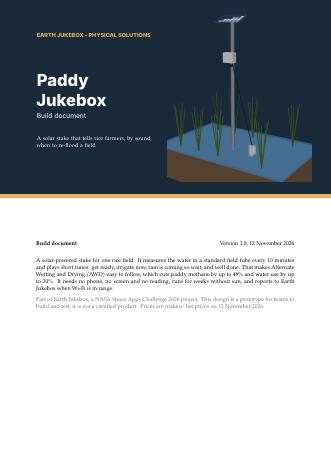 EARTH JUKEBOX • PHYSICAL SOLUTIONS
Paddy
Jukebox
Build document
A solar stake that tells rice farmers, by sound,
when to re-flood a field
Build document
Version 1.0, 12 November 2026
A solar-powered stake for one rice field. It measures the water in a standard field tube every 10 minutes
and plays short tunes: get ready, irrigate now, rain is coming so wait, and well done. That makes Alternate
Wetting and Drying (AWD) easy to follow, which cuts paddy methane by up to 48% and water use by up
to 30%. It needs no phone, no screen and no reading, runs for weeks without sun, and reports to Earth
Jukebox when Wi-Fi is in range.
Part of Earth Jukebox, a NASA Space Apps Challenge 2026 project. This design is a prototype for teams to
build and test; it is not a certified product. Prices are makers' list prices on 12 November 2026.